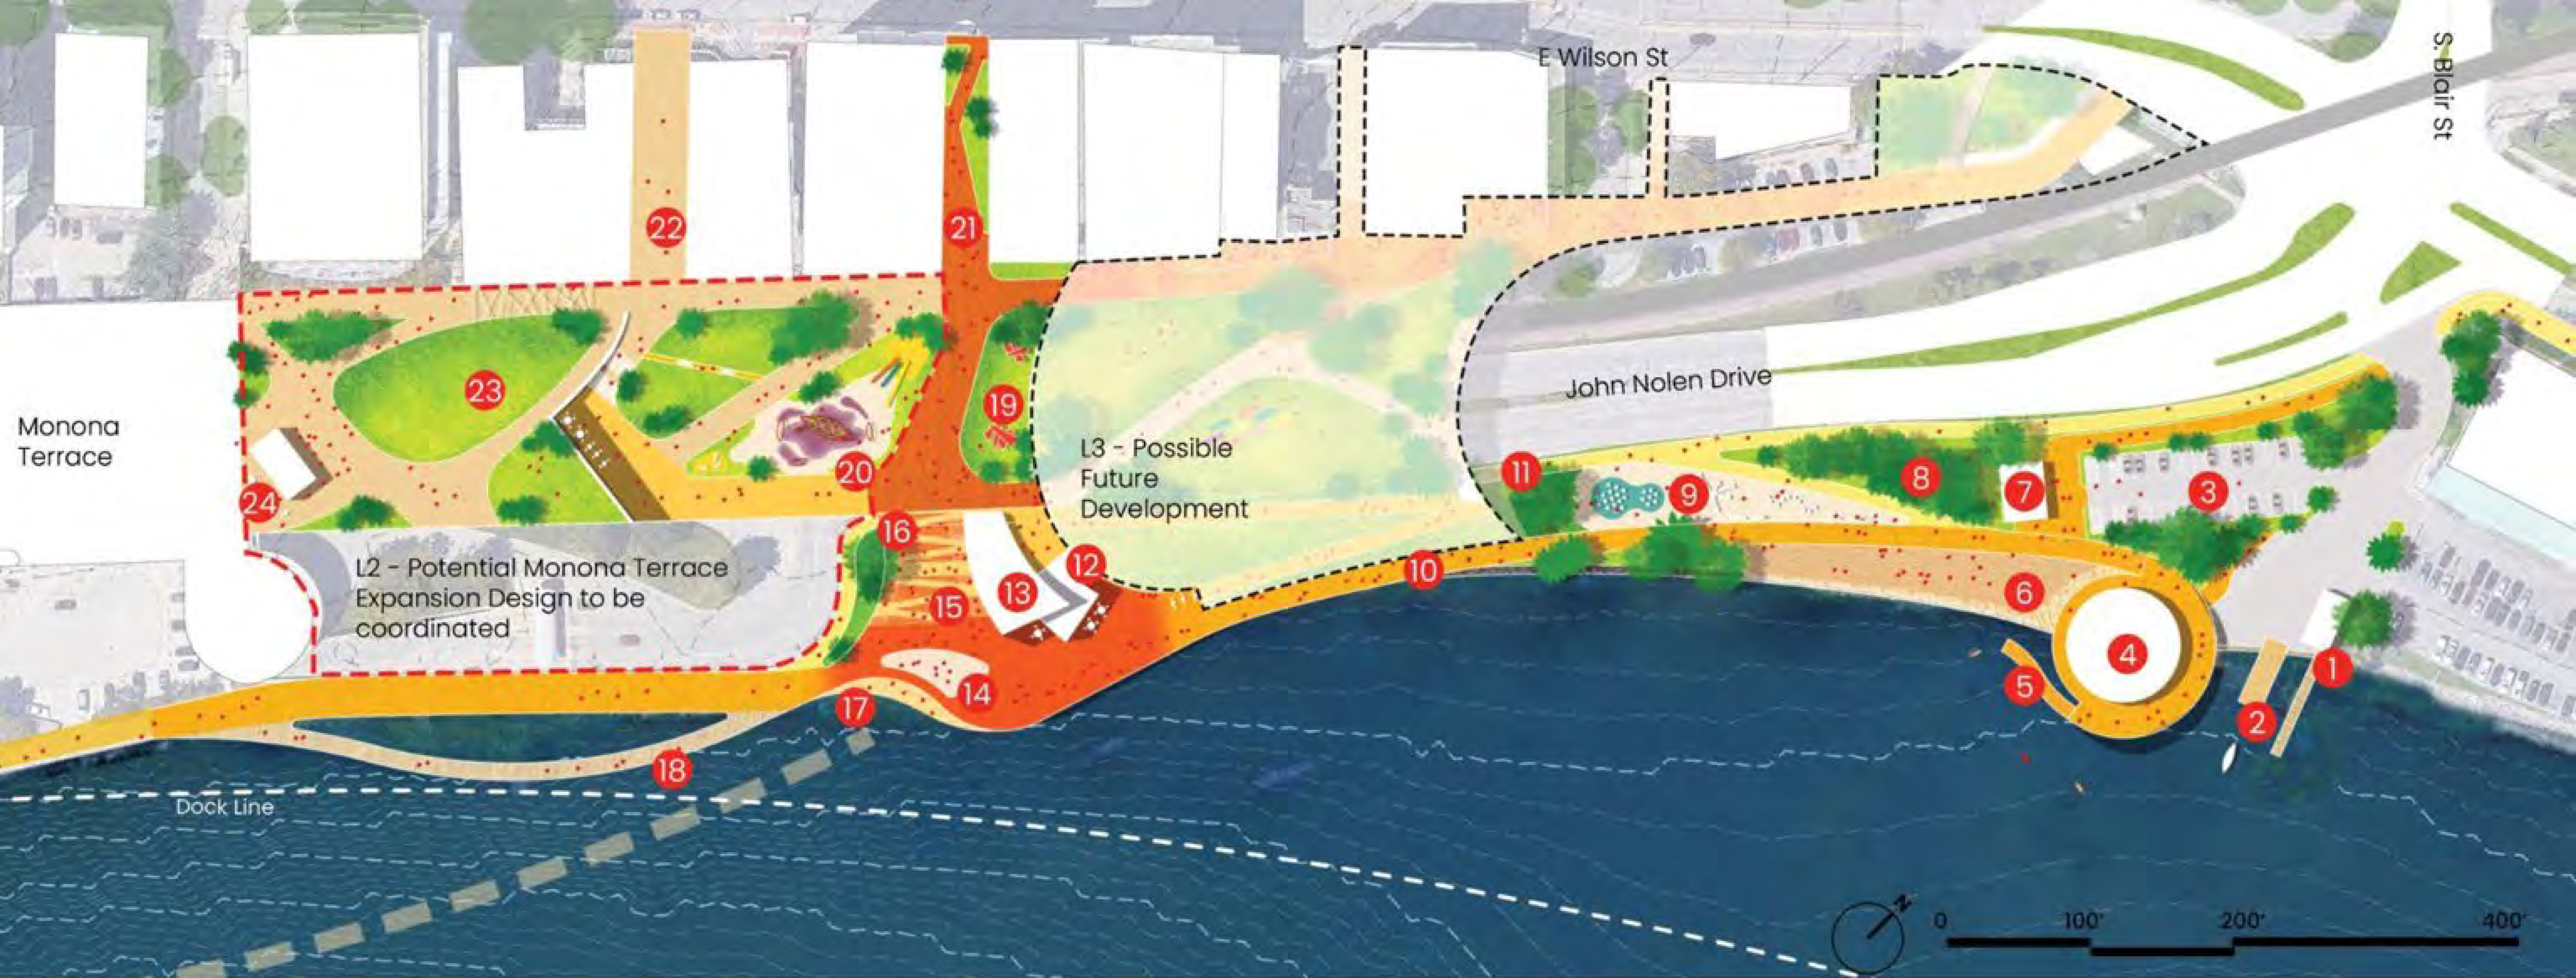 E Wilson St
S. Blair St
22
21
John Nolen Drive
23
19
Monona
Terrace
L3 - Possible
Future
Development
20
24
11
9
8
7
3
16
L2 - Potential Monona Terrace
Expansion Design to be
coordinated
12
13
15
10
6
4
5
1
2
14
17
18
Dock Line
N
0 100' 200' 400'